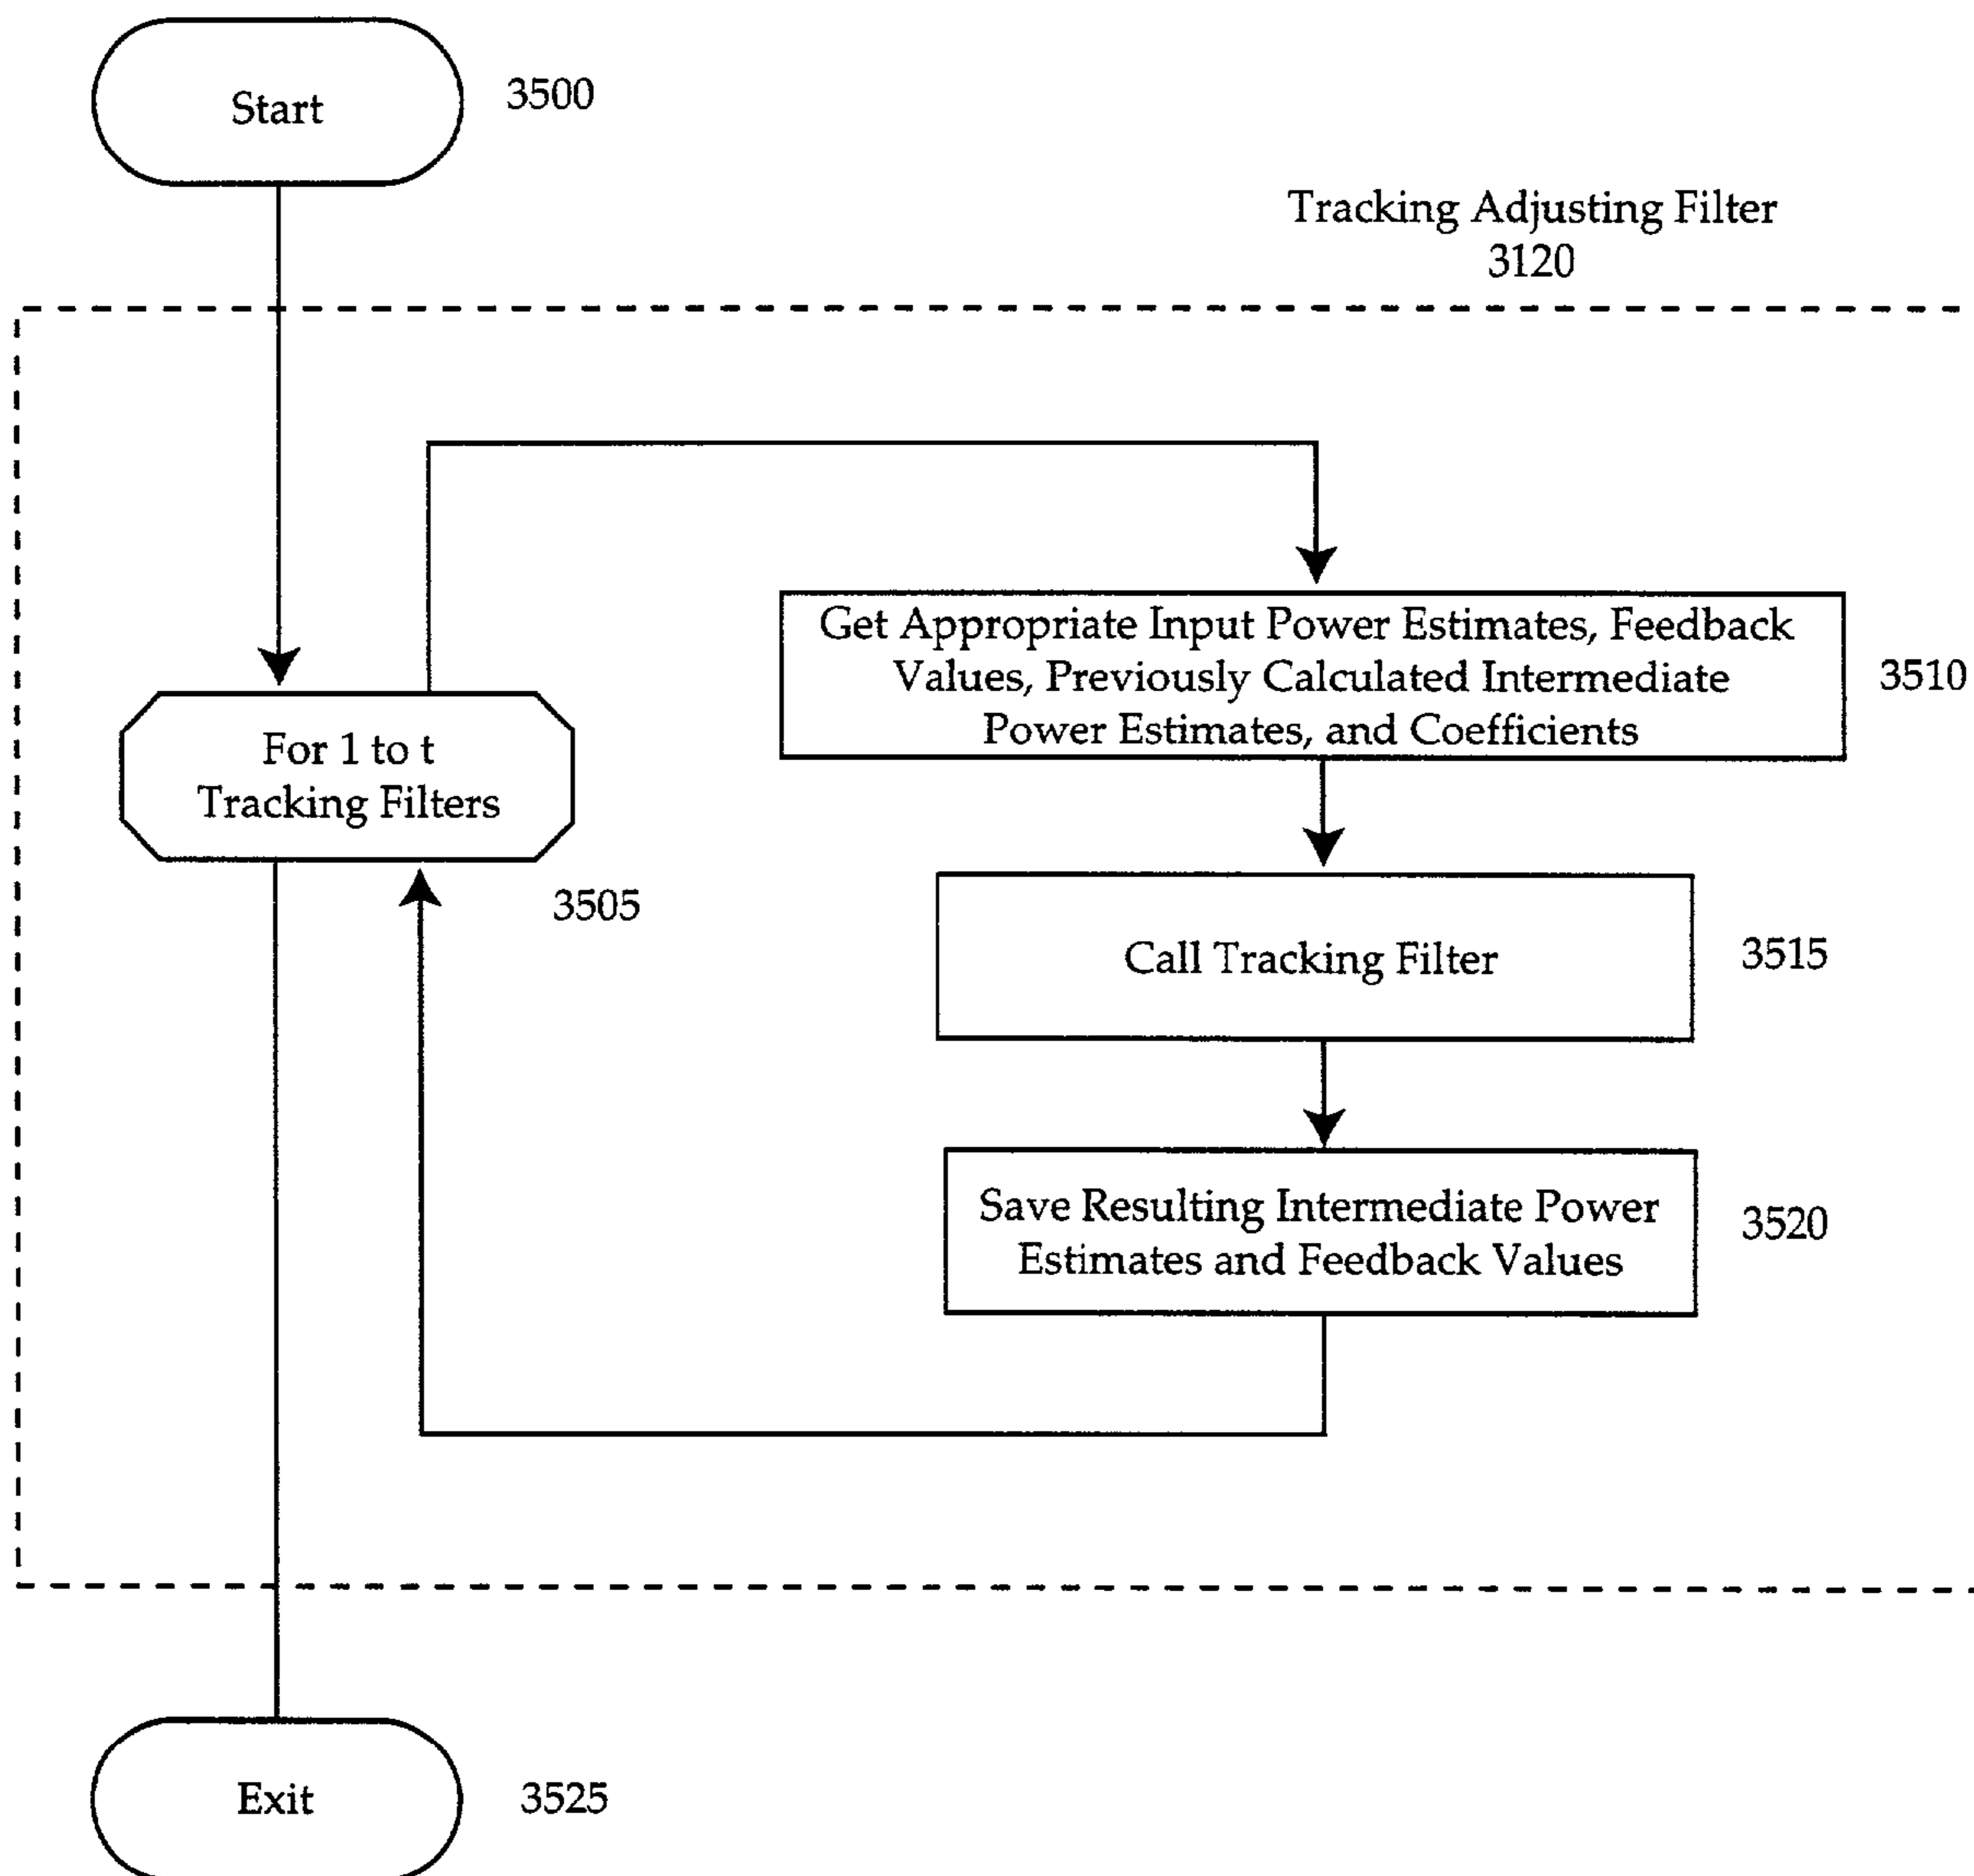 Start
3500
Tracking Adjusting Filter
3120
Get Appropriate Input Power Estimates, Feedback
Values, Previously Calculated Intermediate
Power Estimates, and Coefficients
3510
For 1 to t
Tracking Filters
3505
Call Tracking Filter
3515
Save Resulting Intermediate Power
Estimates and Feedback Values
3520
Exit
3525